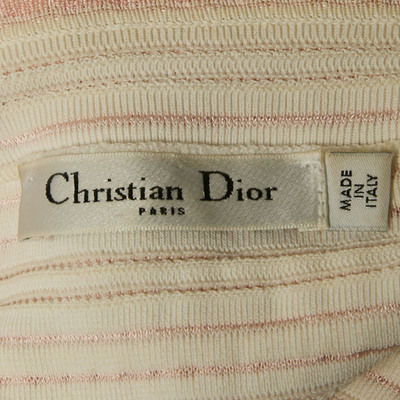 Christian Dior
PARIS
MADE
IN
ITALY